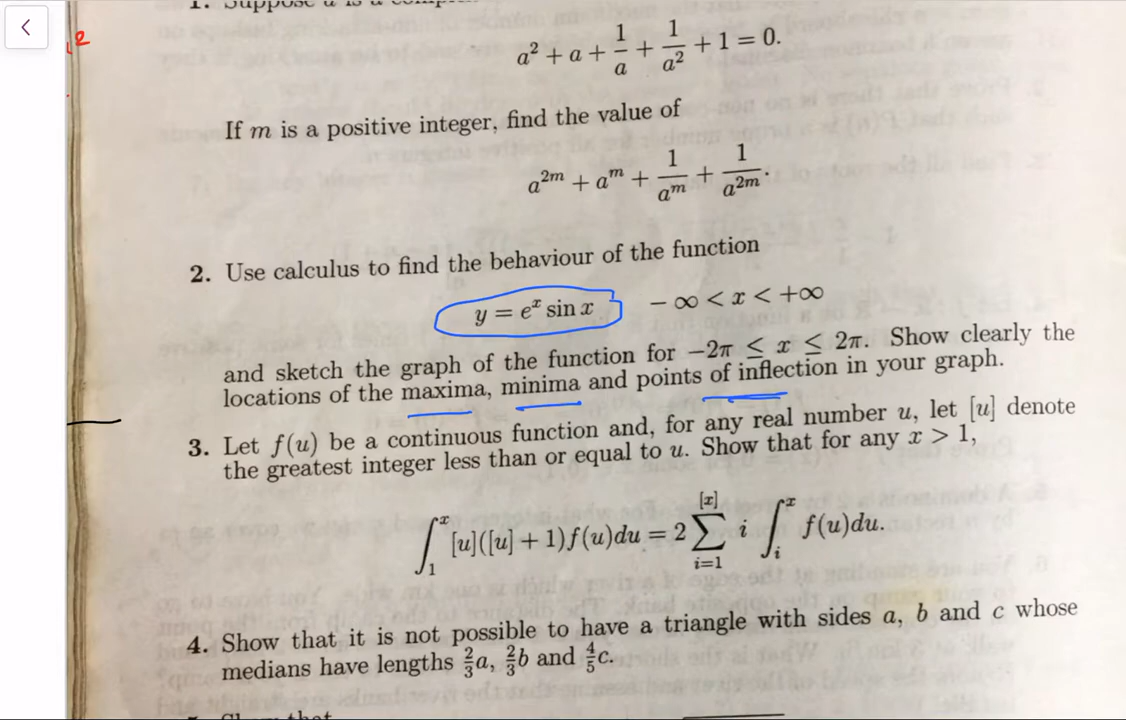 1. Suppose a is a
a² + a + 1/a + 1/a² + 1 = 0.
If m is a positive integer, find the value of
a^{2m} + a^m + 1/a^m + 1/a^{2m}.
2. Use calculus to find the behaviour of the function
y = e^x sin x   − ∞ < x < +∞
and sketch the graph of the function for −2π ≤ x ≤ 2π. Show clearly the
locations of the maxima, minima and points of inflection in your graph.
3. Let f(u) be a continuous function and, for any real number u, let [u] denote
the greatest integer less than or equal to u. Show that for any x > 1,
∫_1^x [u]([u] + 1)f(u)du = 2 ∑_{i=1}^{[x]} i ∫_i^x f(u)du.
4. Show that it is not possible to have a triangle with sides a, b and c whose
medians have lengths 2/3 a, 2/3 b and 4/5 c.